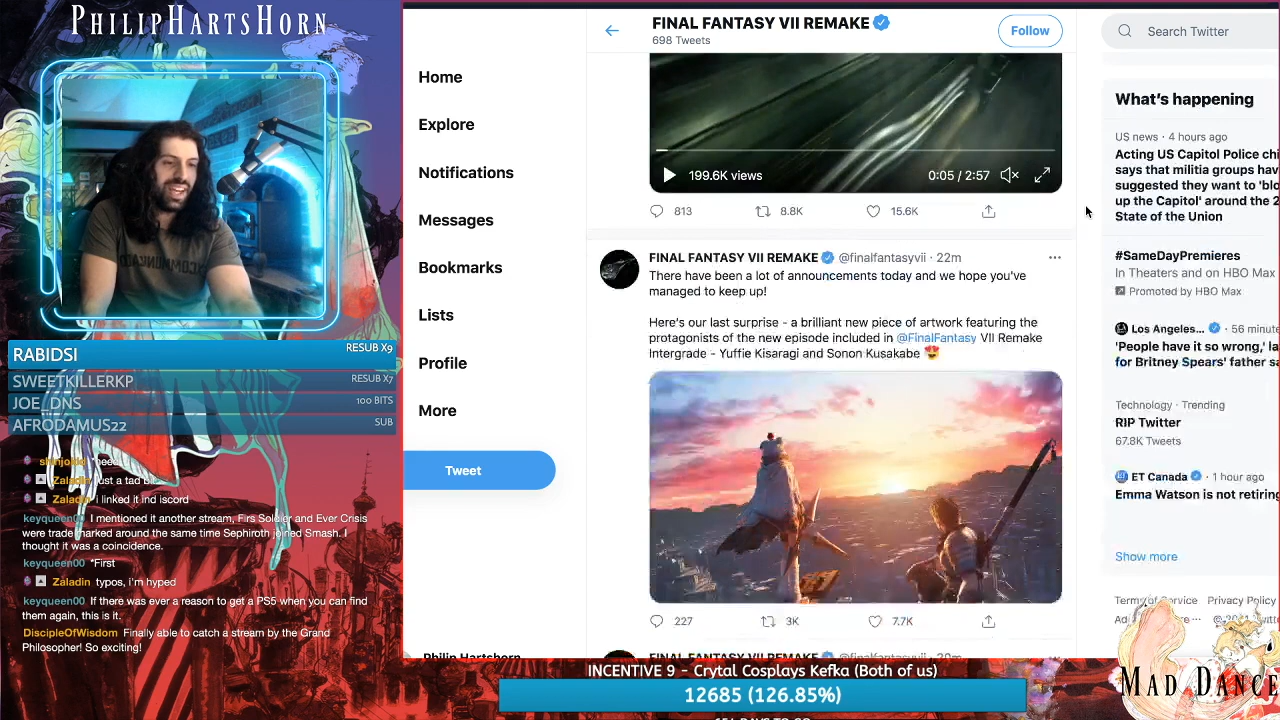 PHILIPHARTSHORN
RABIDSI RESUB X9
SWEETKILLERKP RESUB X7
JOE_DNS 100 BITS
AFRODAMUS22 SUB
Zaladin just a tad bit
Zaladin i linked it ind iscord
keyqueen00 I mentioned it another stream, Firs Soldier and Ever Crisis
were trademarked around the same time Sephiroth joined Smash. I
thought it was a coincidence.
keyqueen00 *First
Zaladin typos, i'm hyped
keyqueen00 If there was ever a reason to get a PS5 when you can find
them again, this is it.
DiscipleOfWisdom Finally able to catch a stream by the Grand
Philosopher! So exciting!
Home
Explore
Notifications
Messages
Bookmarks
Lists
Profile
More
Tweet
Philip Hartshorn
FINAL FANTASY VII REMAKE
698 Tweets
Follow
199.6K views 0:05 / 2:57
813 8.8K 15.6K
FINAL FANTASY VII REMAKE @finalfantasyvii · 22m
There have been a lot of announcements today and we hope you've
managed to keep up!
Here's our last surprise - a brilliant new piece of artwork featuring the
protagonists of the new episode included in @FinalFantasy VII Remake
Intergrade - Yuffie Kisaragi and Sonon Kusakabe
227 3K 7.7K
FINAL FANTASY VII REMAKE @finalfantasyvii
Search Twitter
What's happening
US news · 4 hours ago
Acting US Capitol Police chi
says that militia groups hav
suggested they want to 'blo
up the Capitol' around the 2
State of the Union
#SameDayPremieres
In Theaters and on HBO Max
Promoted by HBO Max
Los Angeles... · 56 minute
'People have it so wrong,' la
for Britney Spears' father sa
Technology · Trending
RIP Twitter
67.8K Tweets
ET Canada · 1 hour ago
Emma Watson is not retiring
Show more
Terms of Service Privacy Policy
MAD DANCE
INCENTIVE 9 - Crytal Cosplays Kefka (Both of us)
12685 (126.85%)